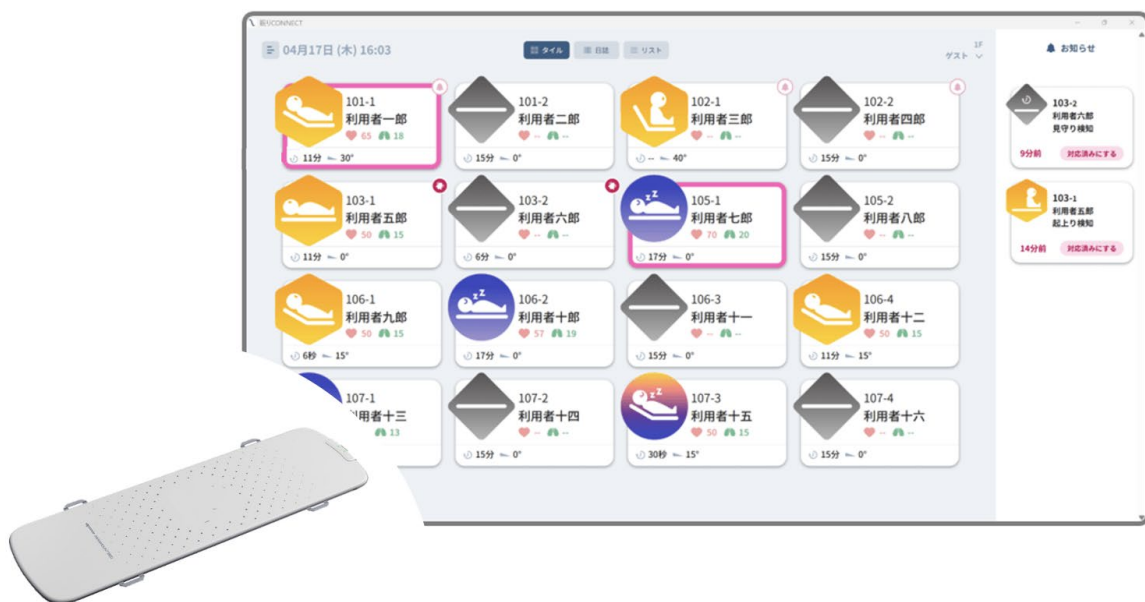 眠りCONNECT
04月17日 (木) 16:03
タイル
日誌
リスト
1F
ゲスト
お知らせ
101-1
利用者一郎
65 18
11分 30°
101-2
利用者二郎
-- --
15分 0°
102-1
利用者三郎
-- --
-- 40°
102-2
利用者四郎
-- --
15分 0°
103-1
利用者五郎
50 15
11分 0°
103-2
利用者六郎
-- --
6分 0°
105-1
利用者七郎
70 20
17分 0°
105-2
利用者八郎
-- --
15分 0°
106-1
利用者九郎
50 15
6秒 15°
106-2
利用者十郎
57 19
17分 0°
106-3
利用者十一
-- --
15分 0°
106-4
利用者十二
50 15
11分 15°
107-1
利用者十三
13
107-2
利用者十四
-- --
15分 0°
107-3
利用者十五
50 15
30秒 15°
107-4
利用者十六
-- --
15分 0°
103-2
利用者六郎
見守り検知
9分前 対応済みにする
103-1
利用者五郎
起上り検知
14分前 対応済みにする